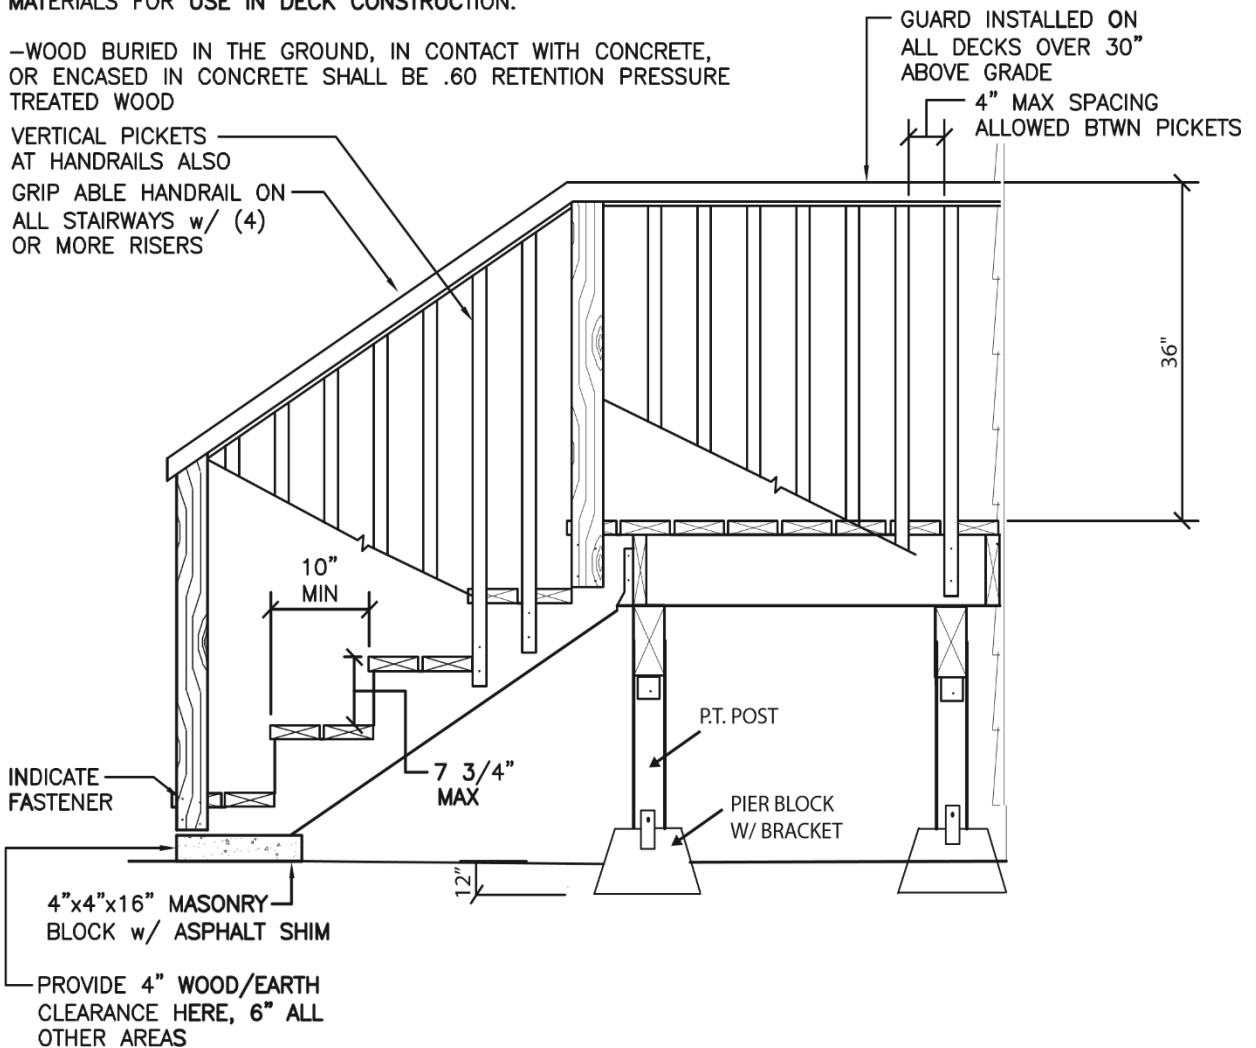 MATERIALS FOR USE IN DECK CONSTRUCTION.
–WOOD BURIED IN THE GROUND, IN CONTACT WITH CONCRETE,
OR ENCASED IN CONCRETE SHALL BE .60 RETENTION PRESSURE
TREATED WOOD
VERTICAL PICKETS
AT HANDRAILS ALSO
GRIP ABLE HANDRAIL ON
ALL STAIRWAYS w/ (4)
OR MORE RISERS
GUARD INSTALLED ON
ALL DECKS OVER 30”
ABOVE GRADE
4” MAX SPACING
ALLOWED BTWN PICKETS
36"
10”
MIN
7 3/4”
MAX
P.T. POST
PIER BLOCK
W/ BRACKET
INDICATE
FASTENER
12"
4”x4”x16” MASONRY
BLOCK w/ ASPHALT SHIM
PROVIDE 4” WOOD/EARTH
CLEARANCE HERE, 6” ALL
OTHER AREAS